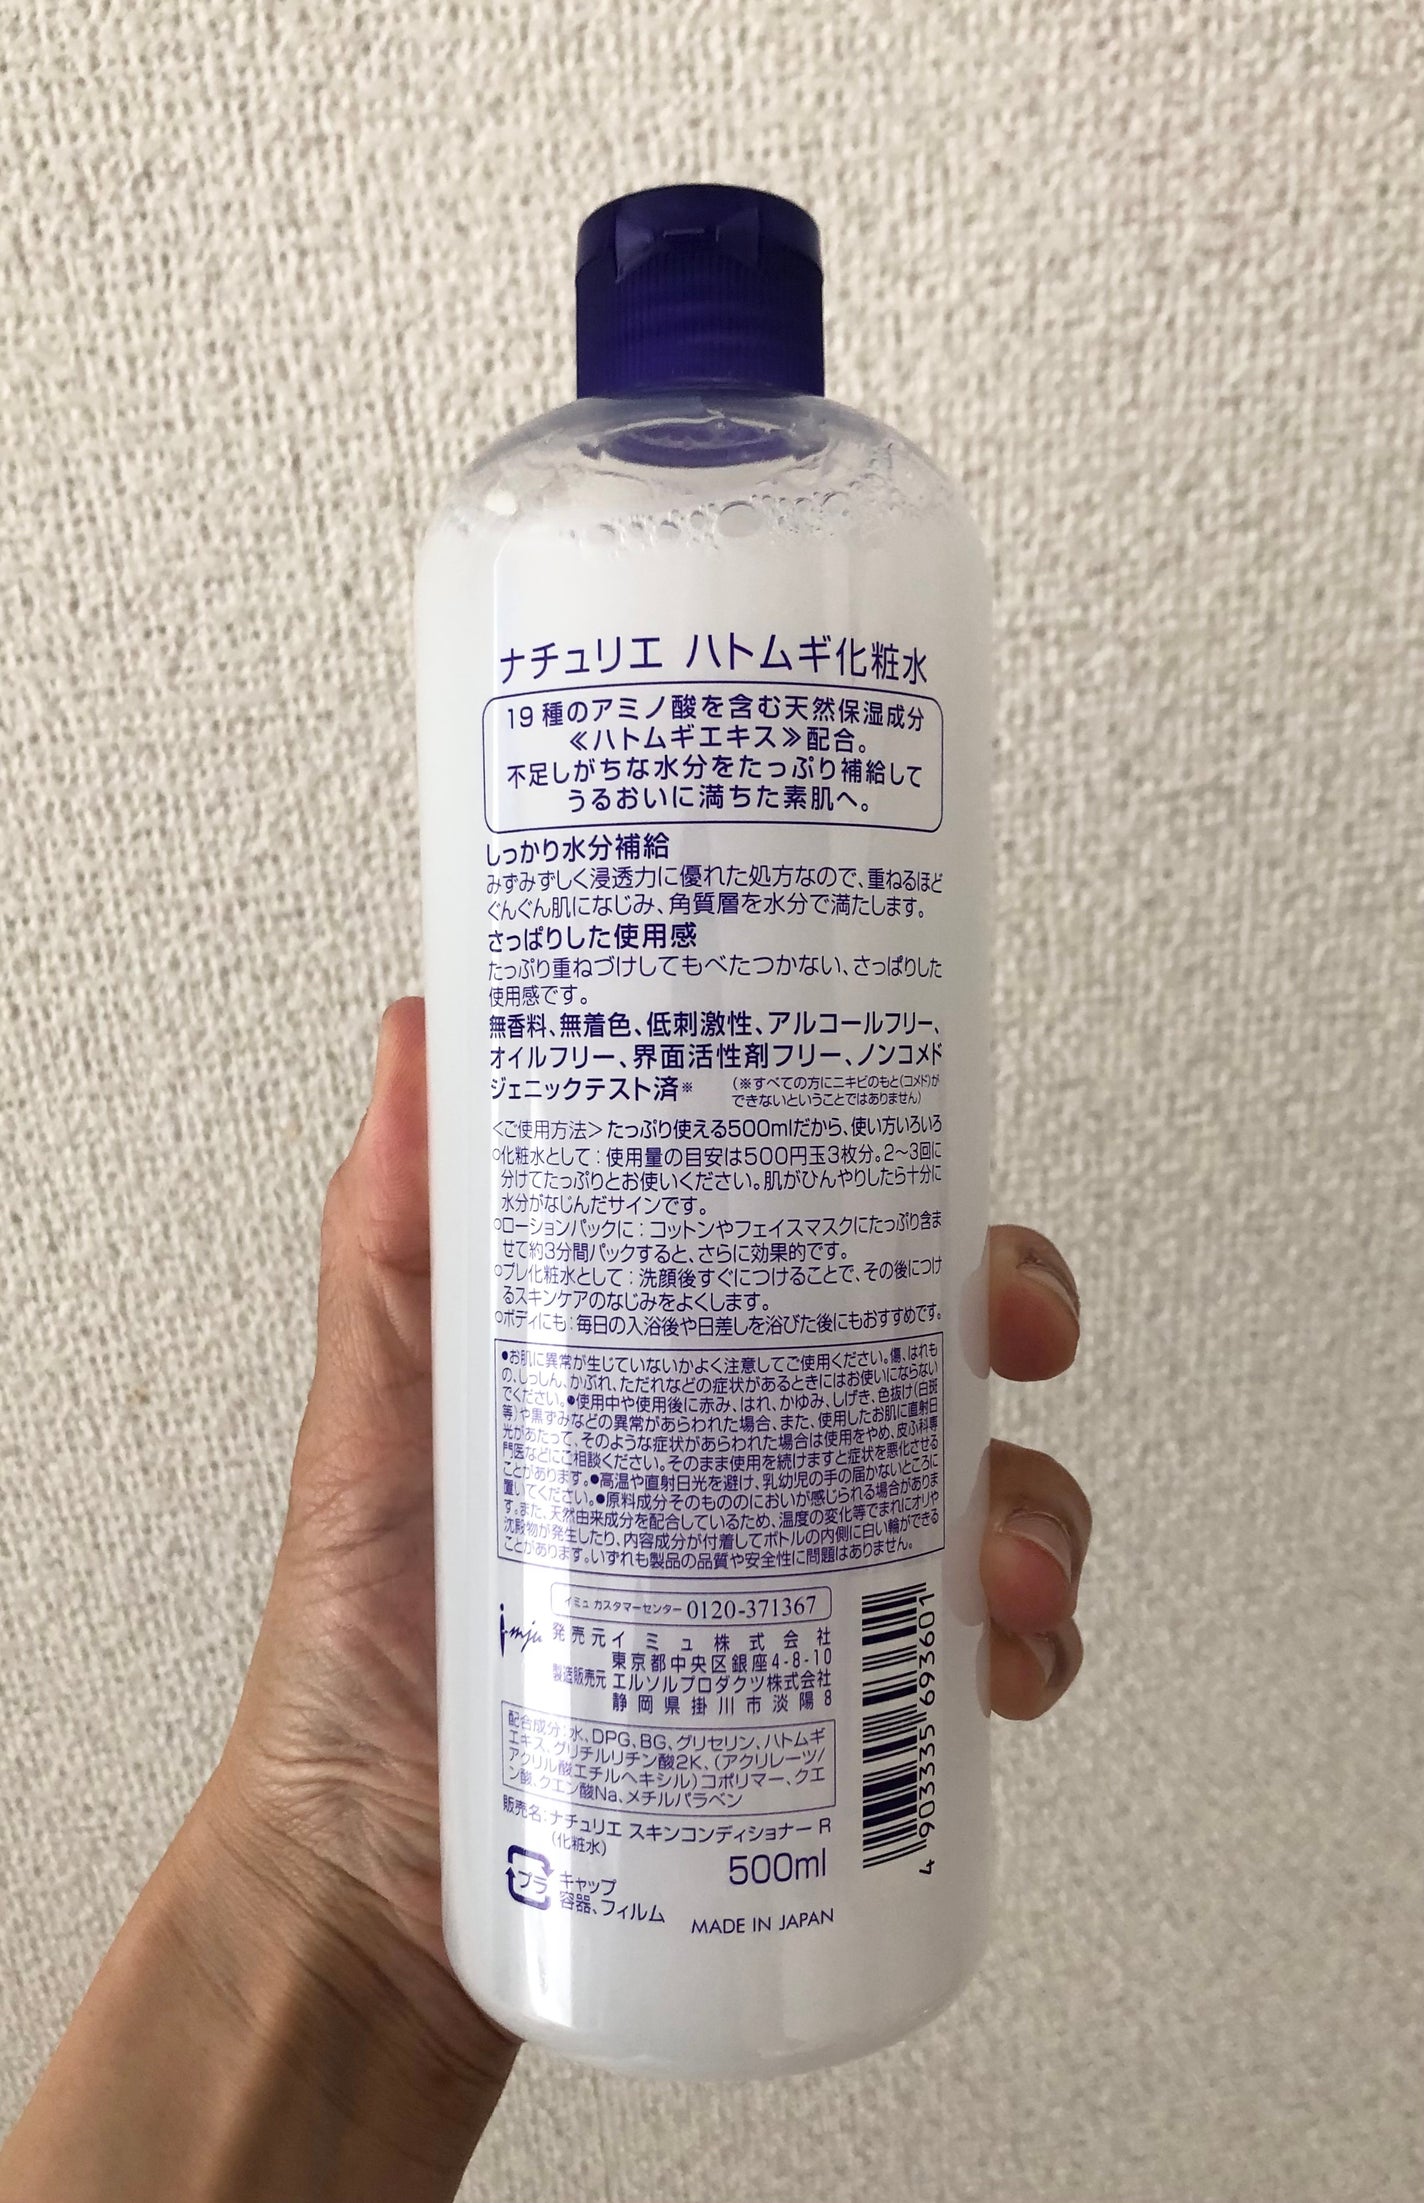 ナチュリエ ハトムギ化粧水
19種のアミノ酸を含む天然保湿成分
≪ハトムギエキス≫配合。
不足しがちな水分をたっぷり補給して
うるおいに満ちた素肌へ。
しっかり水分補給
みずみずしく浸透力に優れた処方なので、重ねるほど
ぐんぐん肌になじみ、角質層を水分で満たします。
さっぱりした使用感
たっぷり重ねづけしてもべたつかない、さっぱりした
使用感です。
無香料、無着色、低刺激性、アルコールフリー、
オイルフリー、界面活性剤フリー、ノンコメド
ジェニックテスト済※ (※すべての方にニキビのもと(コメド)が
できないということではありません)
<ご使用方法>たっぷり使える500mlだから、使い方いろいろ
○化粧水として：使用量の目安は500円玉3枚分。2〜3回に
分けてたっぷりとお使いください。肌がひんやりしたら十分に
水分がなじんだサインです。
○ローションパックに：コットンやフェイスマスクにたっぷり含ま
せて約3分間パックすると、さらに効果的です。
○プレ化粧水として：洗顔後すぐにつけることで、その後につけ
るスキンケアのなじみをよくします。
○ボディにも：毎日の入浴後や日差しを浴びた後にもおすすめです。
●お肌に異常が生じていないかよく注意してご使用ください。傷、はれも
の、しっしん、かぶれ、ただれなどの症状があるときにはお使いにならない
でください。●使用中や使用後に赤み、はれ、かゆみ、しげき、色抜け(白斑
等)や黒ずみなどの異常があらわれた場合、また、使用したお肌に直射日
光があたって、そのような症状があらわれた場合は使用をやめ、皮ふ科専
門医などにご相談ください。そのまま使用を続けますと症状を悪化させる
ことがあります。●高温や直射日光を避け、乳幼児の手の届かないところに
置いてください。●原料成分そのもののにおいが感じられる場合がありま
す。また、天然由来成分を配合しているため、温度の変化等でまれにオリや
沈殿物が発生したり、内容成分が付着してボトルの内側に白い輪ができる
ことがあります。いずれも製品の品質や安全性に問題はありません。
イミュ カスタマーセンター 0120-371367
i-mju 発売元 イミュ株式会社
東京都中央区銀座4-8-10
製造販売元 エルソルプロダクツ株式会社
静岡県掛川市淡陽8
配合成分：水、DPG、BG、グリセリン、ハトムギ
エキス、グリチルリチン酸2K、(アクリレーツ/
アクリル酸エチルヘキシル)コポリマー、クエ
ン酸、クエン酸Na、メチルパラベン
販売名：ナチュリエ スキンコンディショナー R
(化粧水)
500ml
プラ キャップ
容器、フィルム
MADE IN JAPAN
4903335693601